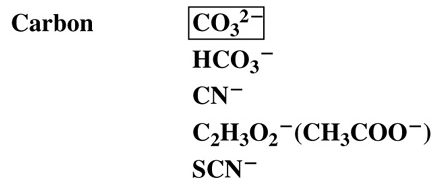 Carbon CO₃²⁻
HCO₃⁻
CN⁻
C₂H₃O₂⁻(CH₃COO⁻)
SCN⁻